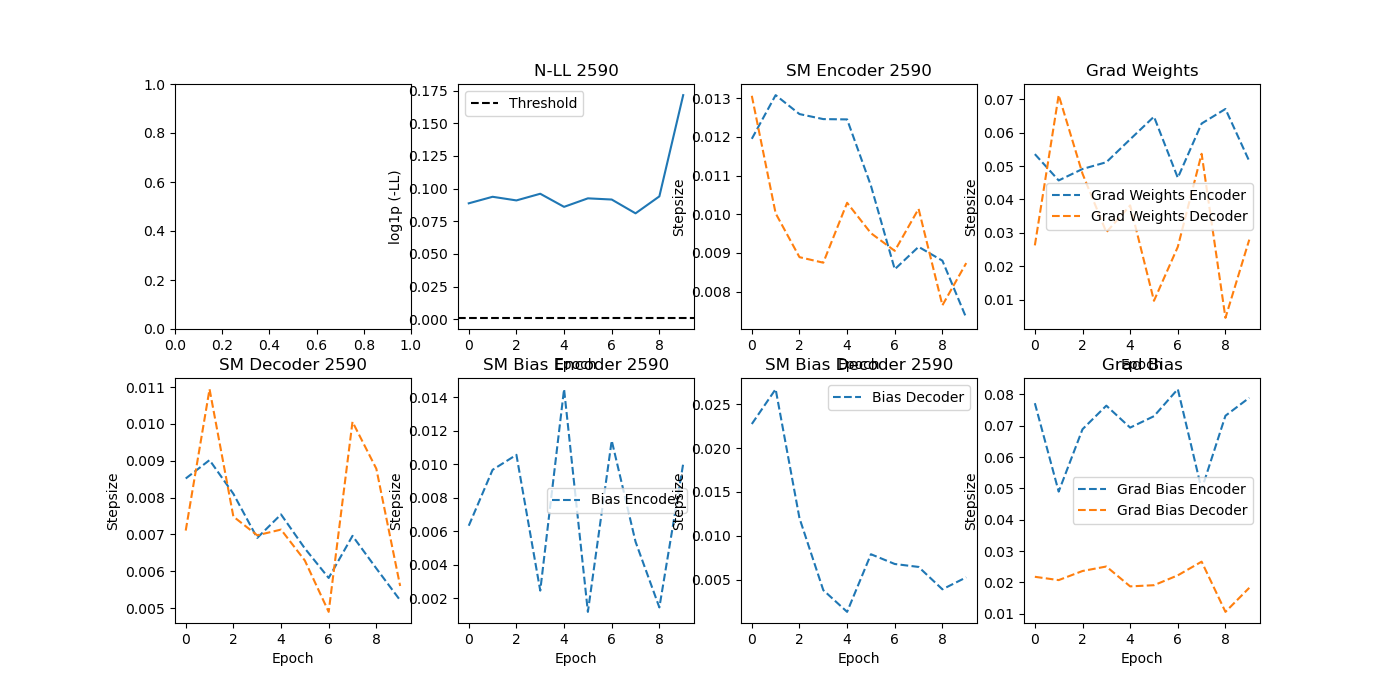 N-LL 2590
SM Encoder 2590
Grad Weights
1.0
0.8
0.6
0.4
0.2
0.0
0.0 0.2 0.4 0.6 0.8 1.0
log1p (-LL)
0.175
0.150
0.125
0.100
0.075
0.050
0.025
0.000
Threshold
0 2 4 6 8
Epoch
Stepsize
0.013
0.012
0.011
0.010
0.009
0.008
0 2 4 6 8
Epoch
Stepsize
0.07
0.06
0.05
0.04
0.03
0.02
0.01
Grad Weights Encoder
Grad Weights Decoder
0 2 4 6 8
Epoch
SM Decoder 2590
SM Bias Encoder 2590
SM Bias Decoder 2590
Grad Bias
Stepsize
0.011
0.010
0.009
0.008
0.007
0.006
0.005
0 2 4 6 8
Epoch
Stepsize
0.014
0.012
0.010
0.008
0.006
0.004
0.002
Bias Encoder
0 2 4 6 8
Epoch
Stepsize
0.025
0.020
0.015
0.010
0.005
Bias Decoder
0 2 4 6 8
Epoch
Stepsize
0.08
0.07
0.06
0.05
0.04
0.03
0.02
0.01
Grad Bias Encoder
Grad Bias Decoder
0 2 4 6 8
Epoch